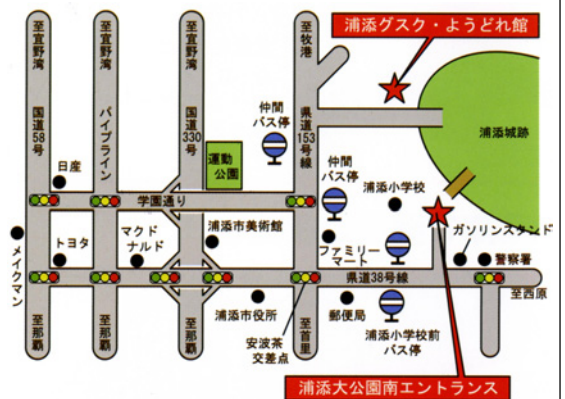 浦添グスク・ようどれ館
至宜野湾
至宜野湾
至宜野湾
至牧港
国道58号
パイプライン
国道330号
県道153号線
仲間
バス停
運動
公園
浦添城跡
日産
学園通り
仲間
バス停
浦添小学校
メイクマン
トヨタ
マクド
ナルド
浦添市美術館
ファミリー
マート
ガソリンスタンド
警察署
県道38号線
至西原
至那覇
至那覇
至那覇
浦添市役所
安波茶
交差点
至首里
郵便局
浦添小学校前
バス停
浦添大公園南エントランス